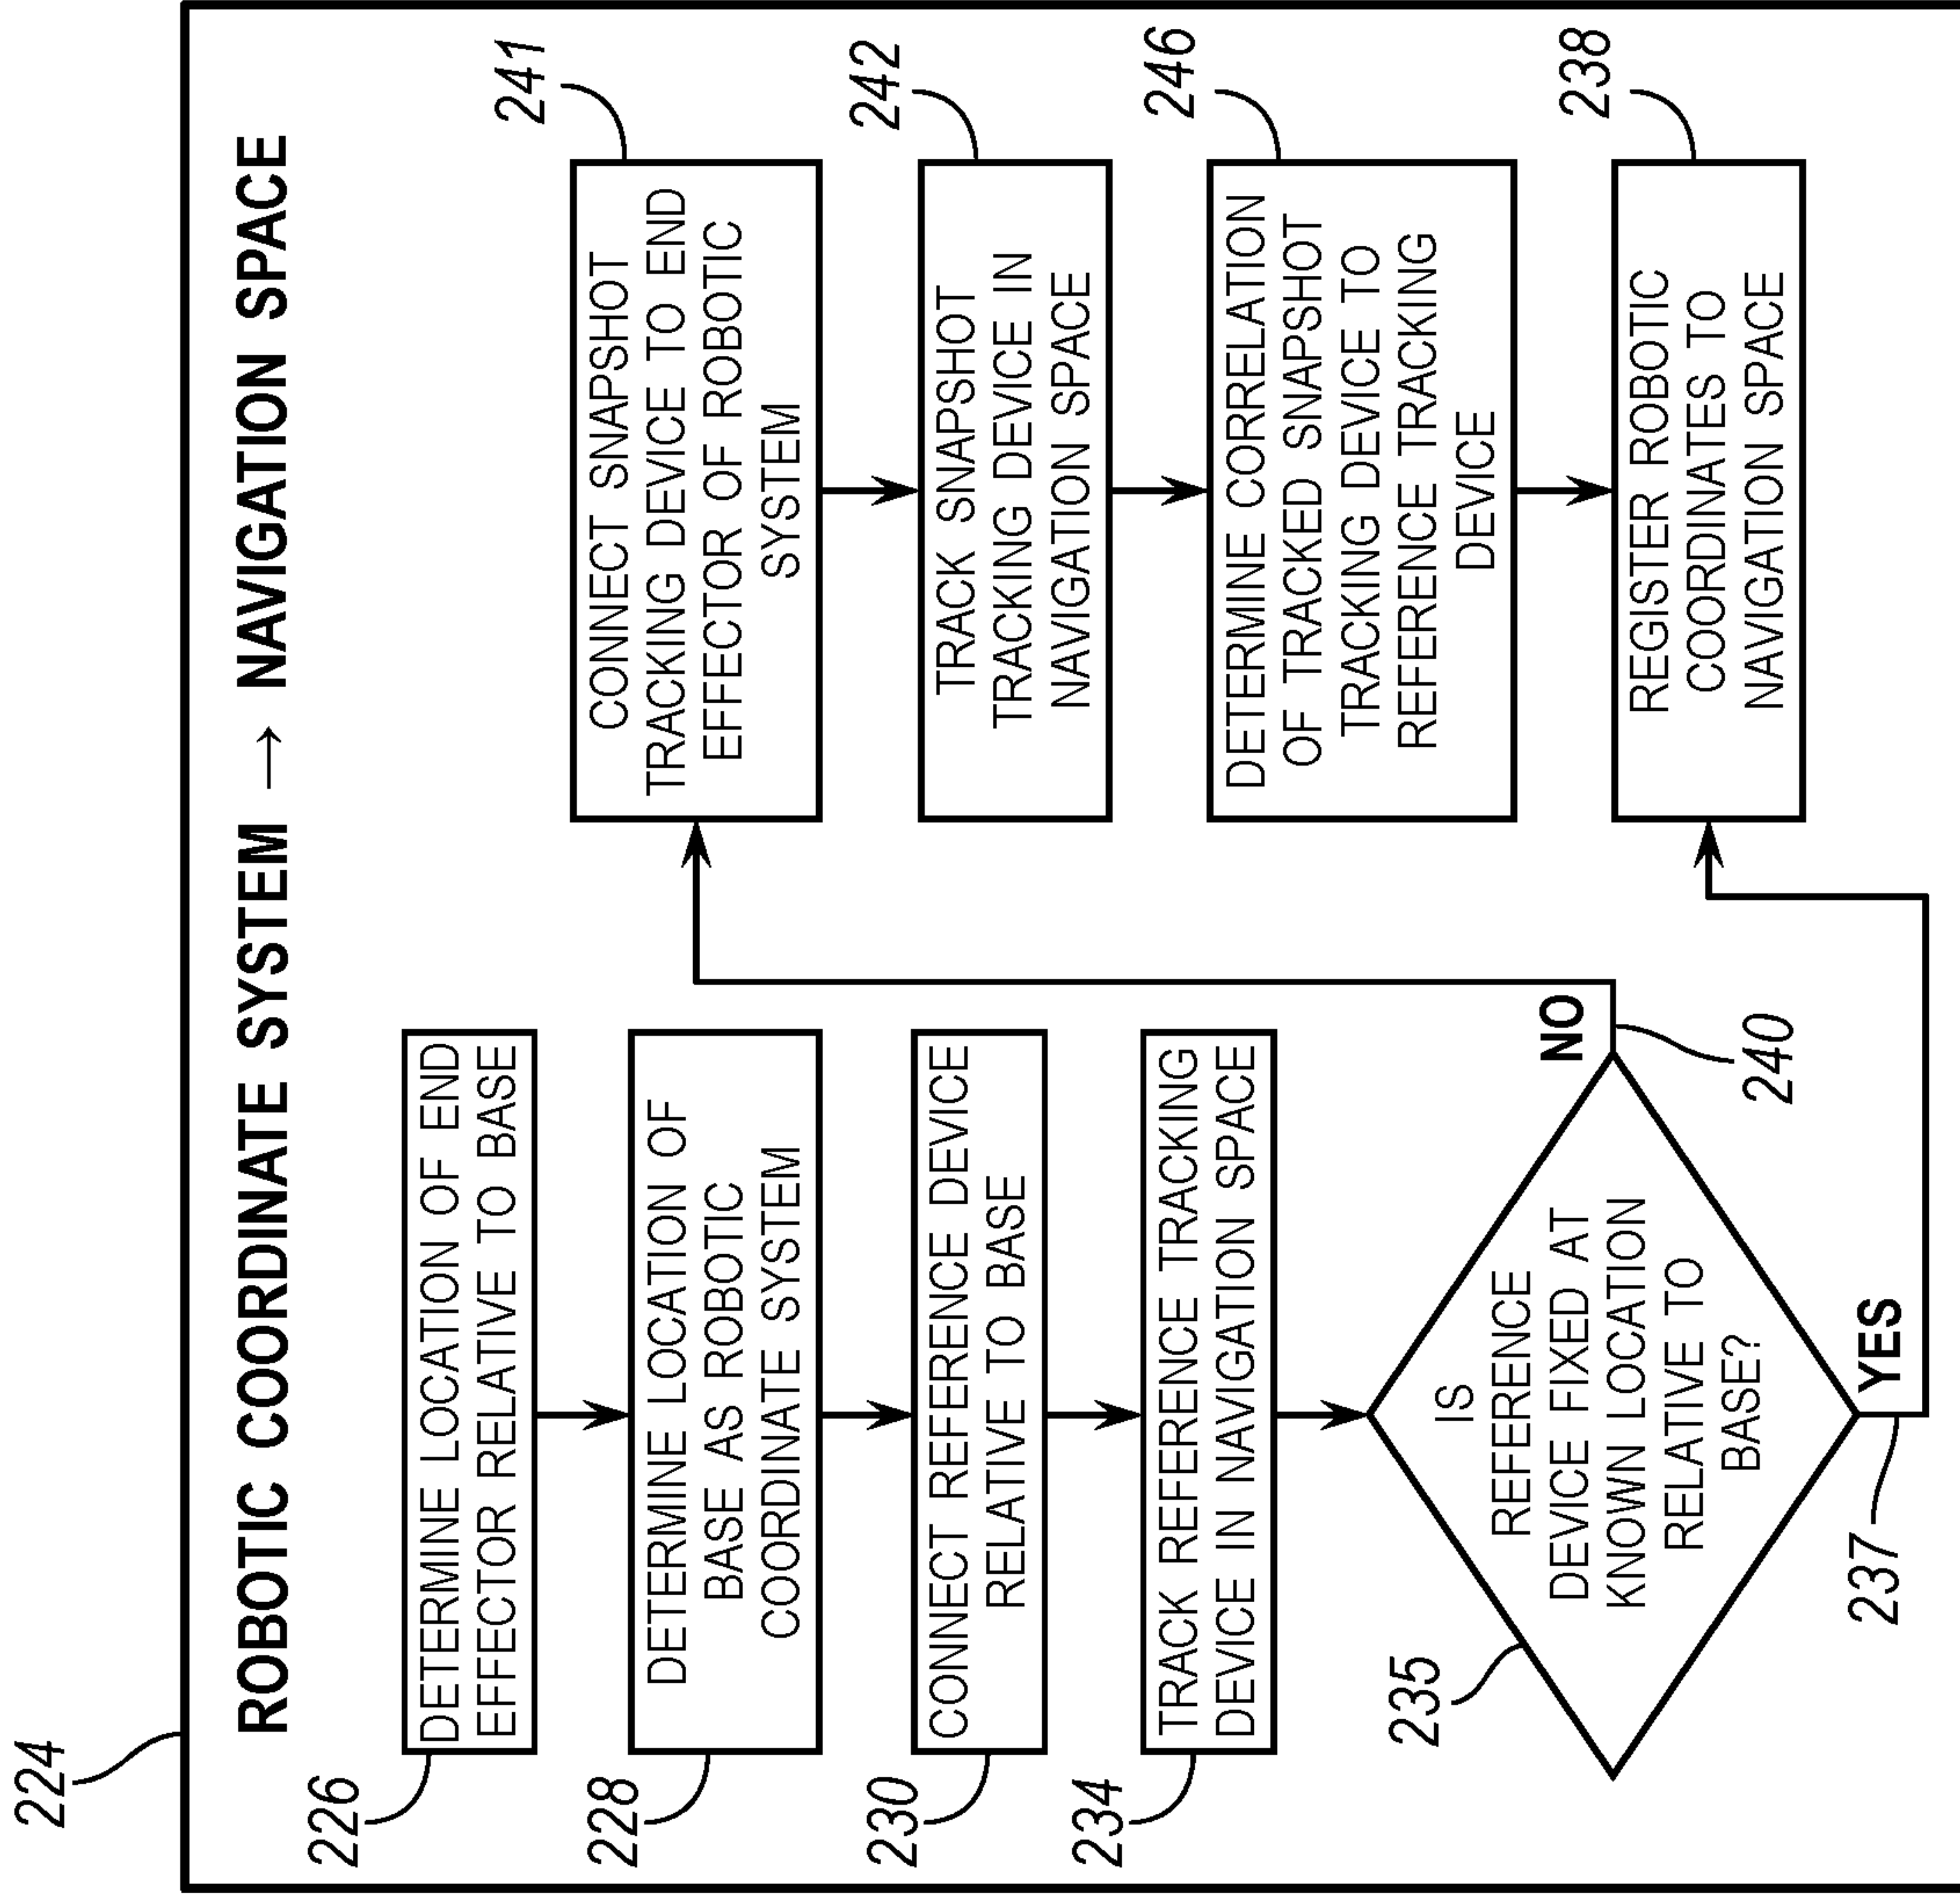 224
ROBOTIC COORDINATE SYSTEM → NAVIGATION SPACE
226
DETERMINE LOCATION OF END
EFFECTOR RELATIVE TO BASE
228
DETERMINE LOCATION OF
BASE AS ROBOTIC
COORDINATE SYSTEM
230
CONNECT REFERENCE DEVICE
RELATIVE TO BASE
234
TRACK REFERENCE TRACKING
DEVICE IN NAVIGATION SPACE
235
IS
REFERENCE
DEVICE FIXED AT
KNOWN LOCATION
RELATIVE TO
BASE?
NO
240
YES
237
241
CONNECT SNAPSHOT
TRACKING DEVICE TO END
EFFECTOR OF ROBOTIC
SYSTEM
242
TRACK SNAPSHOT
TRACKING DEVICE IN
NAVIGATION SPACE
246
DETERMINE CORRELATION
OF TRACKED SNAPSHOT
TRACKING DEVICE TO
REFERENCE TRACKING
DEVICE
238
REGISTER ROBOTIC
COORDINATES TO
NAVIGATION SPACE